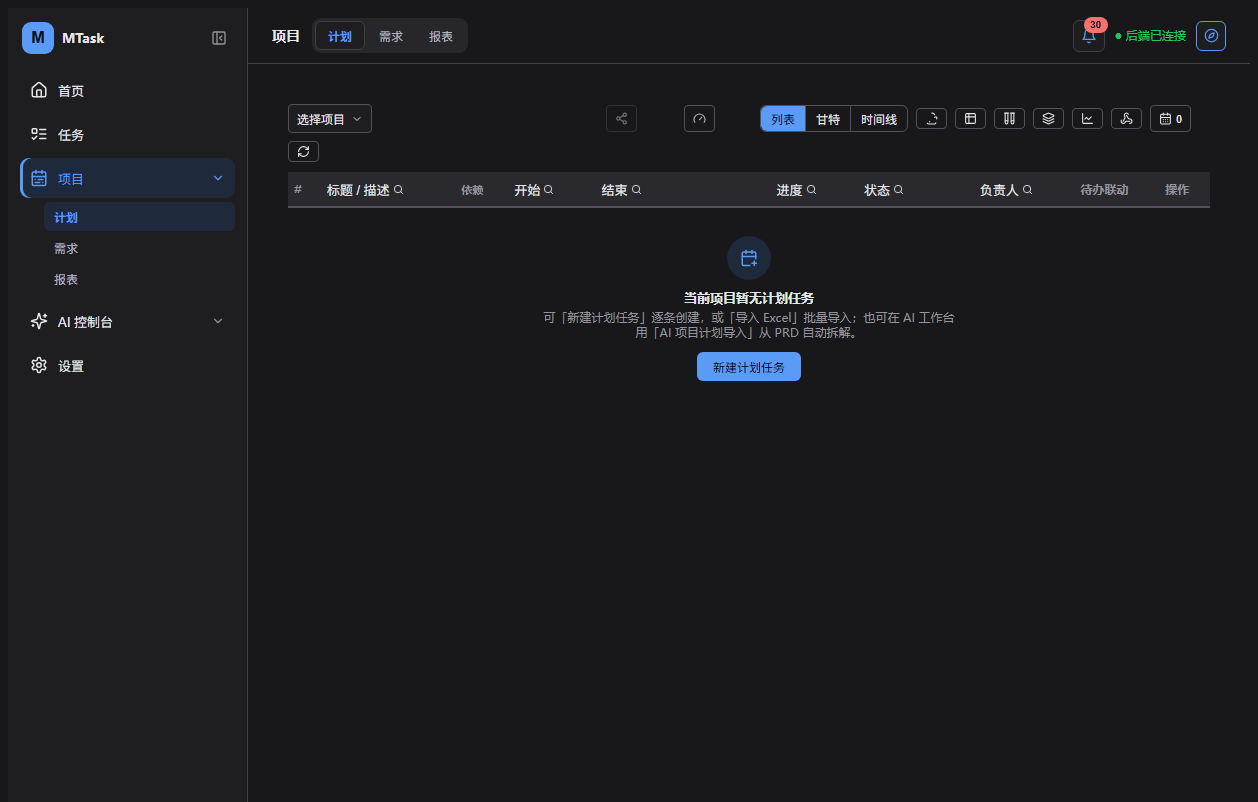 M MTask
项目 计划 需求 报表
30
后端已连接
首页
任务
项目
计划
需求
报表
AI 控制台
设置
选择项目
列表 甘特 时间线
0
# 标题 / 描述 依赖 开始 结束 进度 状态 负责人 待办联动 操作
当前项目暂无计划任务
可「新建计划任务」逐条创建，或「导入 Excel」批量导入；也可在 AI 工作台
用「AI 项目计划导入」从 PRD 自动拆解。
新建计划任务